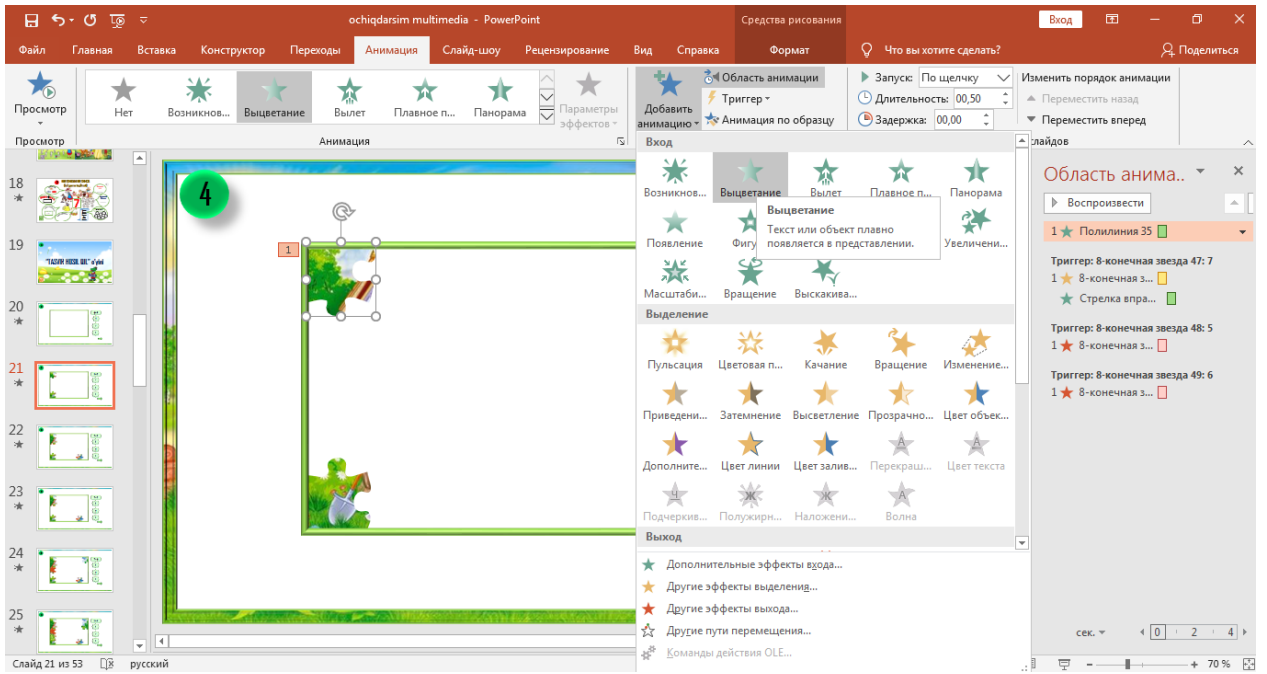 ochiqdarsim multimedia - PowerPoint
Средства рисования
Вход
Файл Главная Вставка Конструктор Переходы Анимация Слайд-шоу Рецензирование Вид Справка Формат Что вы хотите сделать? Поделиться
Просмотр
Нет Возникнов... Выцветание Вылет Плавное п... Панорама
Параметры эффектов
Добавить анимацию
Область анимации
Триггер
Анимация по образцу
Запуск: По щелчку
Длительность: 00,50
Задержка: 00,00
Изменить порядок анимации
Переместить назад
Переместить вперед
Просмотр Анимация лайдов
18
19
"TASVIR HOSIL QIL" o'yini
20
21
22
23
24
25
4
1
Вход
Возникнов... Выцветание Вылет Плавное п... Панорама
Появление Фигу Увеличени...
Выцветание
Текст или объект плавно
появляется в представлении.
Масштаби... Вращение Выскакива...
Выделение
Пульсация Цветовая п... Качание Вращение Изменение...
Приведени... Затемнение Высветление Прозрачно... Цвет объек...
Дополните... Цвет линии Цвет залив... Перекраш... Цвет текста
Подчеркив... Полужирн... Наложени... Волна
Выход
Дополнительные эффекты входа...
Другие эффекты выделения...
Другие эффекты выхода...
Другие пути перемещения...
Команды действия OLE...
Область анима..
Воспроизвести
1 Полилиния 35
Триггер: 8-конечная звезда 47: 7
1 8-конечная з...
Стрелка впра...
Триггер: 8-конечная звезда 48: 5
1 8-конечная з...
Триггер: 8-конечная звезда 49: 6
1 8-конечная з...
сек. 0 2 4
Слайд 21 из 53 русский 70 %